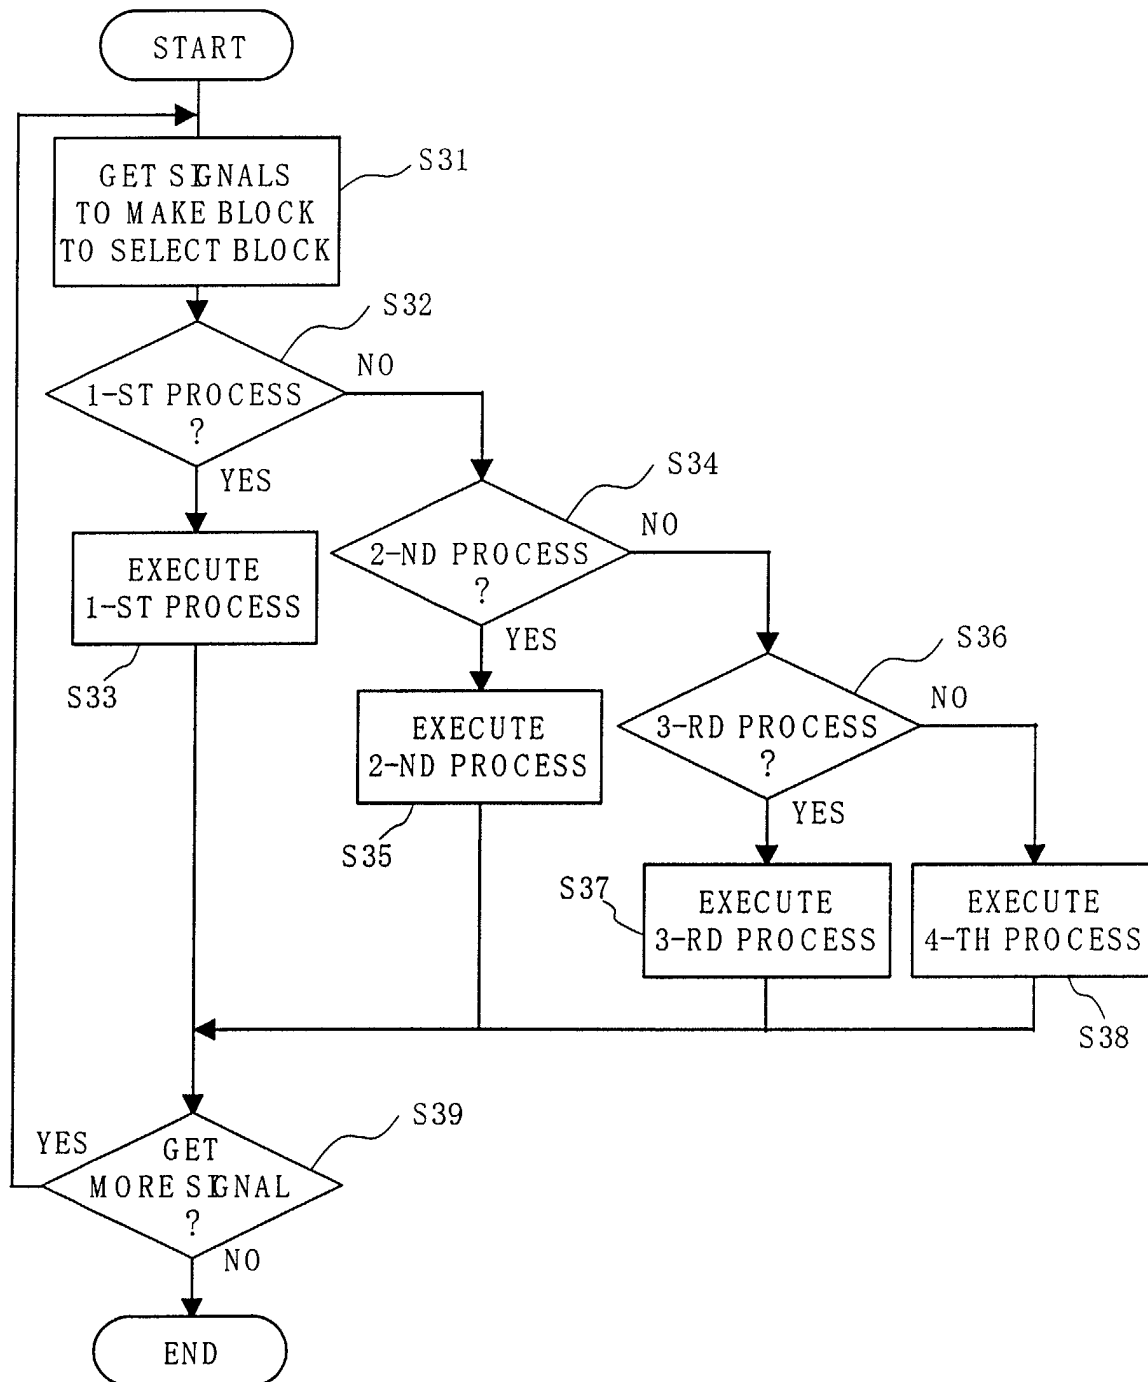 START
GET SIGNALS
TO MAKE BLOCK
TO SELECT BLOCK
S31
S32
1-ST PROCESS
?
NO
YES
EXECUTE
1-ST PROCESS
S33
S34
2-ND PROCESS
?
NO
YES
EXECUTE
2-ND PROCESS
S35
S36
3-RD PROCESS
?
NO
YES
S37
EXECUTE
3-RD PROCESS
EXECUTE
4-TH PROCESS
S38
S39
YES
GET
MORE SIGNAL
?
NO
END